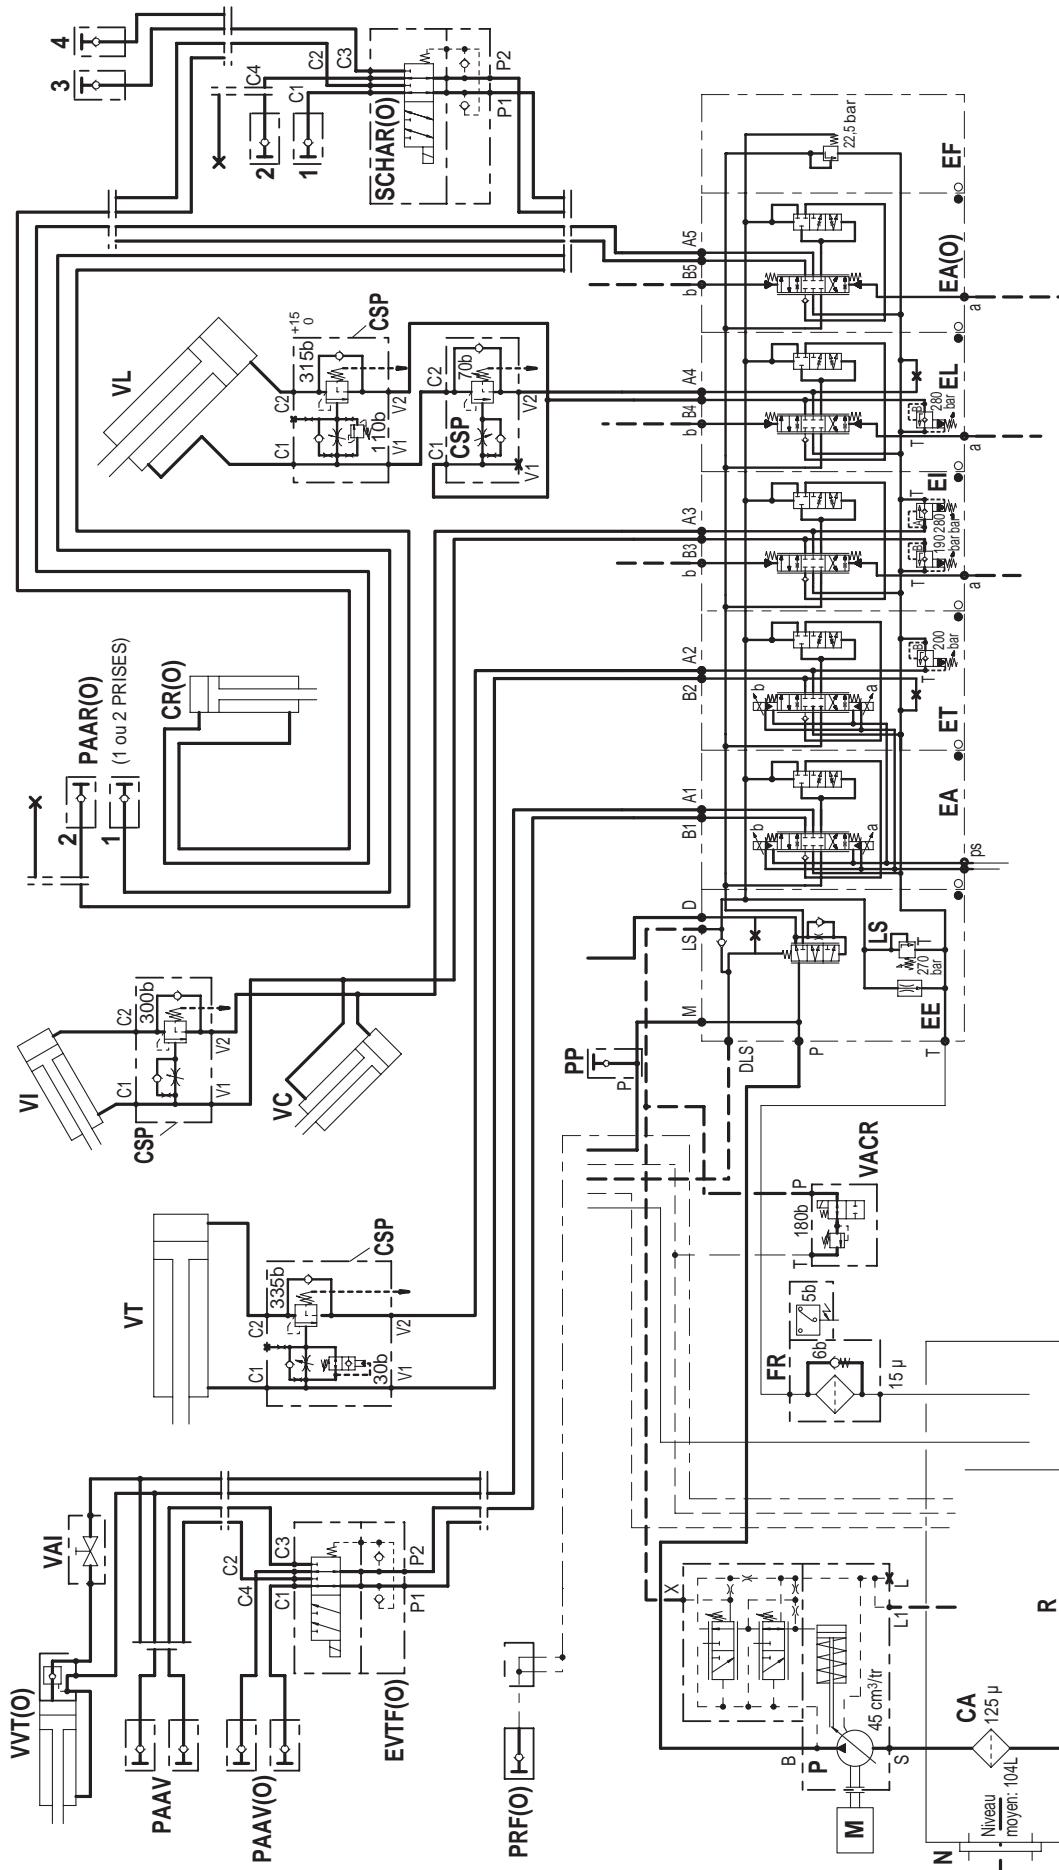 4
3
C4
C1
2
1
C3
C2
SCHAR(O)
P2
P1
22,5 bar
EF
A5
B5
b
EA(O)
a
VL
315b +15 0
CSP
C2
C1
110b
V2
V1
C1
C2
70b
CSP
V2
V1
A4
B4
b
EL
B
280 bar
T
a
PAAR(O)
(1 ou 2 PRISES)
2
1
CR(O)
A3
B3
b
EI
T
A
B
190 bar
280 bar
T
a
A2
B2
b
a
ET
B
200 bar
T
A1
B1
b
a
EA
ps
VI
C2
C1
300b
CSP
V2
V1
VC
PP
P
D
LS
M
DLS
P
T
LS
T
270 bar
EE
VT
CSP
C2
C1
335b
30b
V2
V1
VACR
P
T
180b
5b
FR
6b
15 µ
VVT(O)
VAI
PAAV
PAAV(O)
C3
C2
C4
C1
P2
P1
EVTF(O)
PRF(O)
X
B
P
S
L
L1
45 cm³/tr
M
CA
125 µ
R
N
Niveau
moyen: 104L